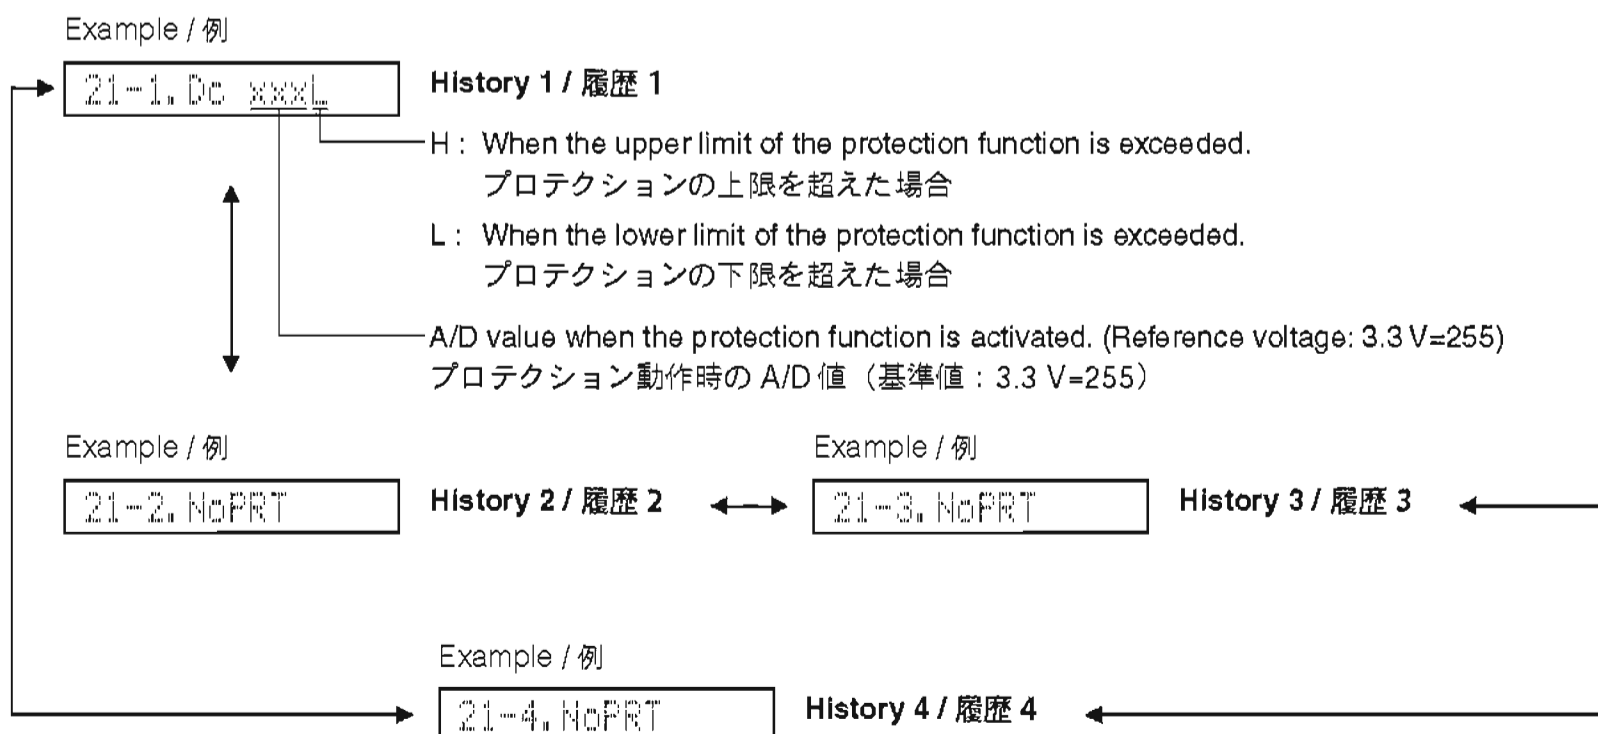 Example / 例
21-1. Dc xxxL
History 1 / 履歴 1
H : When the upper limit of the protection function is exceeded.
プロテクションの上限を超えた場合
L : When the lower limit of the protection function is exceeded.
プロテクションの下限を超えた場合
A/D value when the protection function is activated. (Reference voltage: 3.3 V=255)
プロテクション動作時の A/D 値（基準値：3.3 V=255）
Example / 例
21-2. NoPRT
History 2 / 履歴 2
Example / 例
21-3. NoPRT
History 3 / 履歴 3
Example / 例
21-4. NoPRT
History 4 / 履歴 4